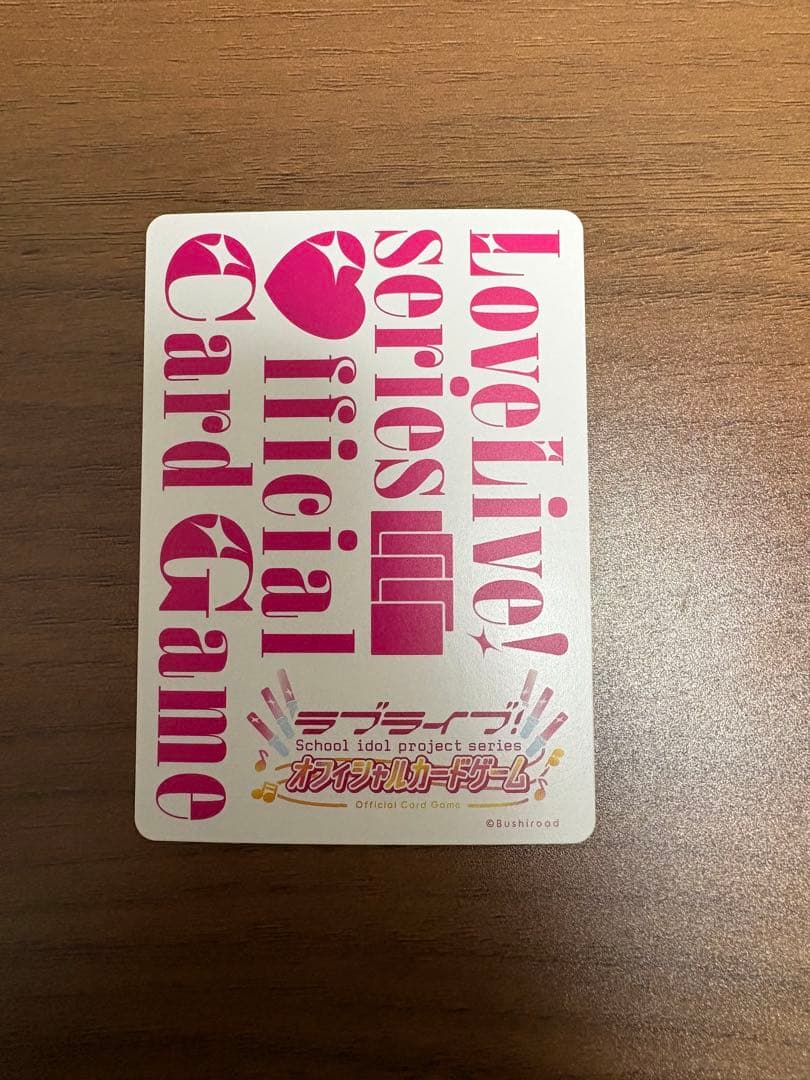 LoveLive!
series
♥fficial
Card Game
ラブライブ!
School idol project series
オフィシャルカードゲーム
Official Card Game
©Bushiroad